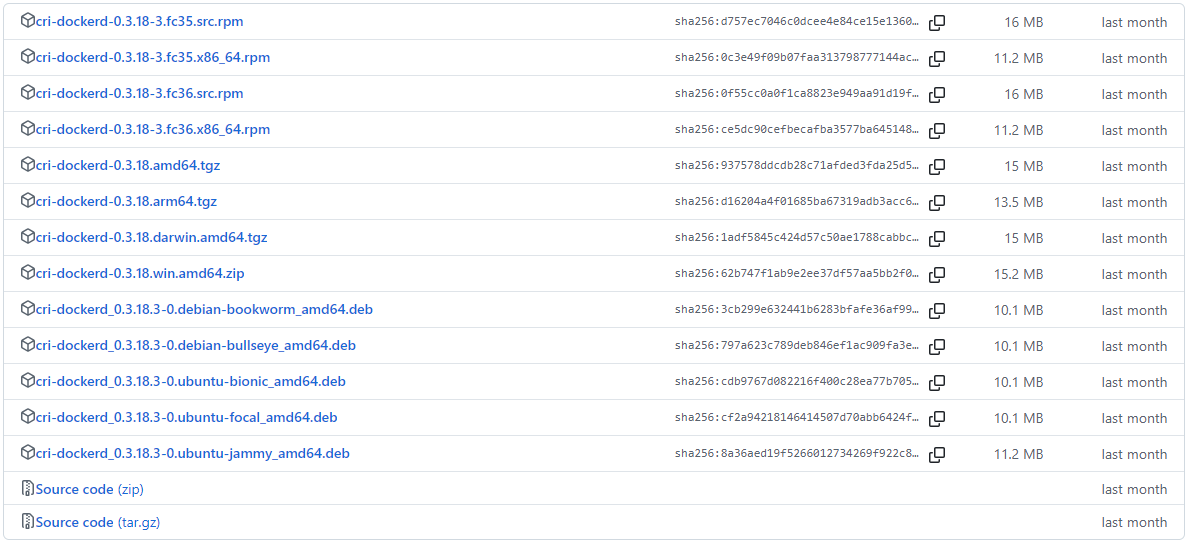 cri-dockerd-0.3.18-3.fc35.src.rpm sha256:d757ec7046c0dcee4e84ce15e1360… 16 MB last month
cri-dockerd-0.3.18-3.fc35.x86_64.rpm sha256:0c3e49f09b07faa313798777144ac… 11.2 MB last month
cri-dockerd-0.3.18-3.fc36.src.rpm sha256:0f55cc0a0f1ca8823e949aa91d19f… 16 MB last month
cri-dockerd-0.3.18-3.fc36.x86_64.rpm sha256:ce5dc90cefbecafba3577ba645148… 11.2 MB last month
cri-dockerd-0.3.18.amd64.tgz sha256:937578ddcdb28c71afded3fda25d5… 15 MB last month
cri-dockerd-0.3.18.arm64.tgz sha256:d16204a4f01685ba67319adb3acc6… 13.5 MB last month
cri-dockerd-0.3.18.darwin.amd64.tgz sha256:1adf5845c424d57c50ae1788cabbc… 15 MB last month
cri-dockerd-0.3.18.win.amd64.zip sha256:62b747f1ab9e2ee37df57aa5bb2f0… 15.2 MB last month
cri-dockerd_0.3.18.3-0.debian-bookworm_amd64.deb sha256:3cb299e632441b6283bfafe36af99… 10.1 MB last month
cri-dockerd_0.3.18.3-0.debian-bullseye_amd64.deb sha256:797a623c789deb846ef1ac909fa3e… 10.1 MB last month
cri-dockerd_0.3.18.3-0.ubuntu-bionic_amd64.deb sha256:cdb9767d082216f400c28ea77b705… 10.1 MB last month
cri-dockerd_0.3.18.3-0.ubuntu-focal_amd64.deb sha256:cf2a94218146414507d70abb6424f… 10.1 MB last month
cri-dockerd_0.3.18.3-0.ubuntu-jammy_amd64.deb sha256:8a36aed19f5266012734269f922c8… 11.2 MB last month
Source code (zip) last month
Source code (tar.gz) last month